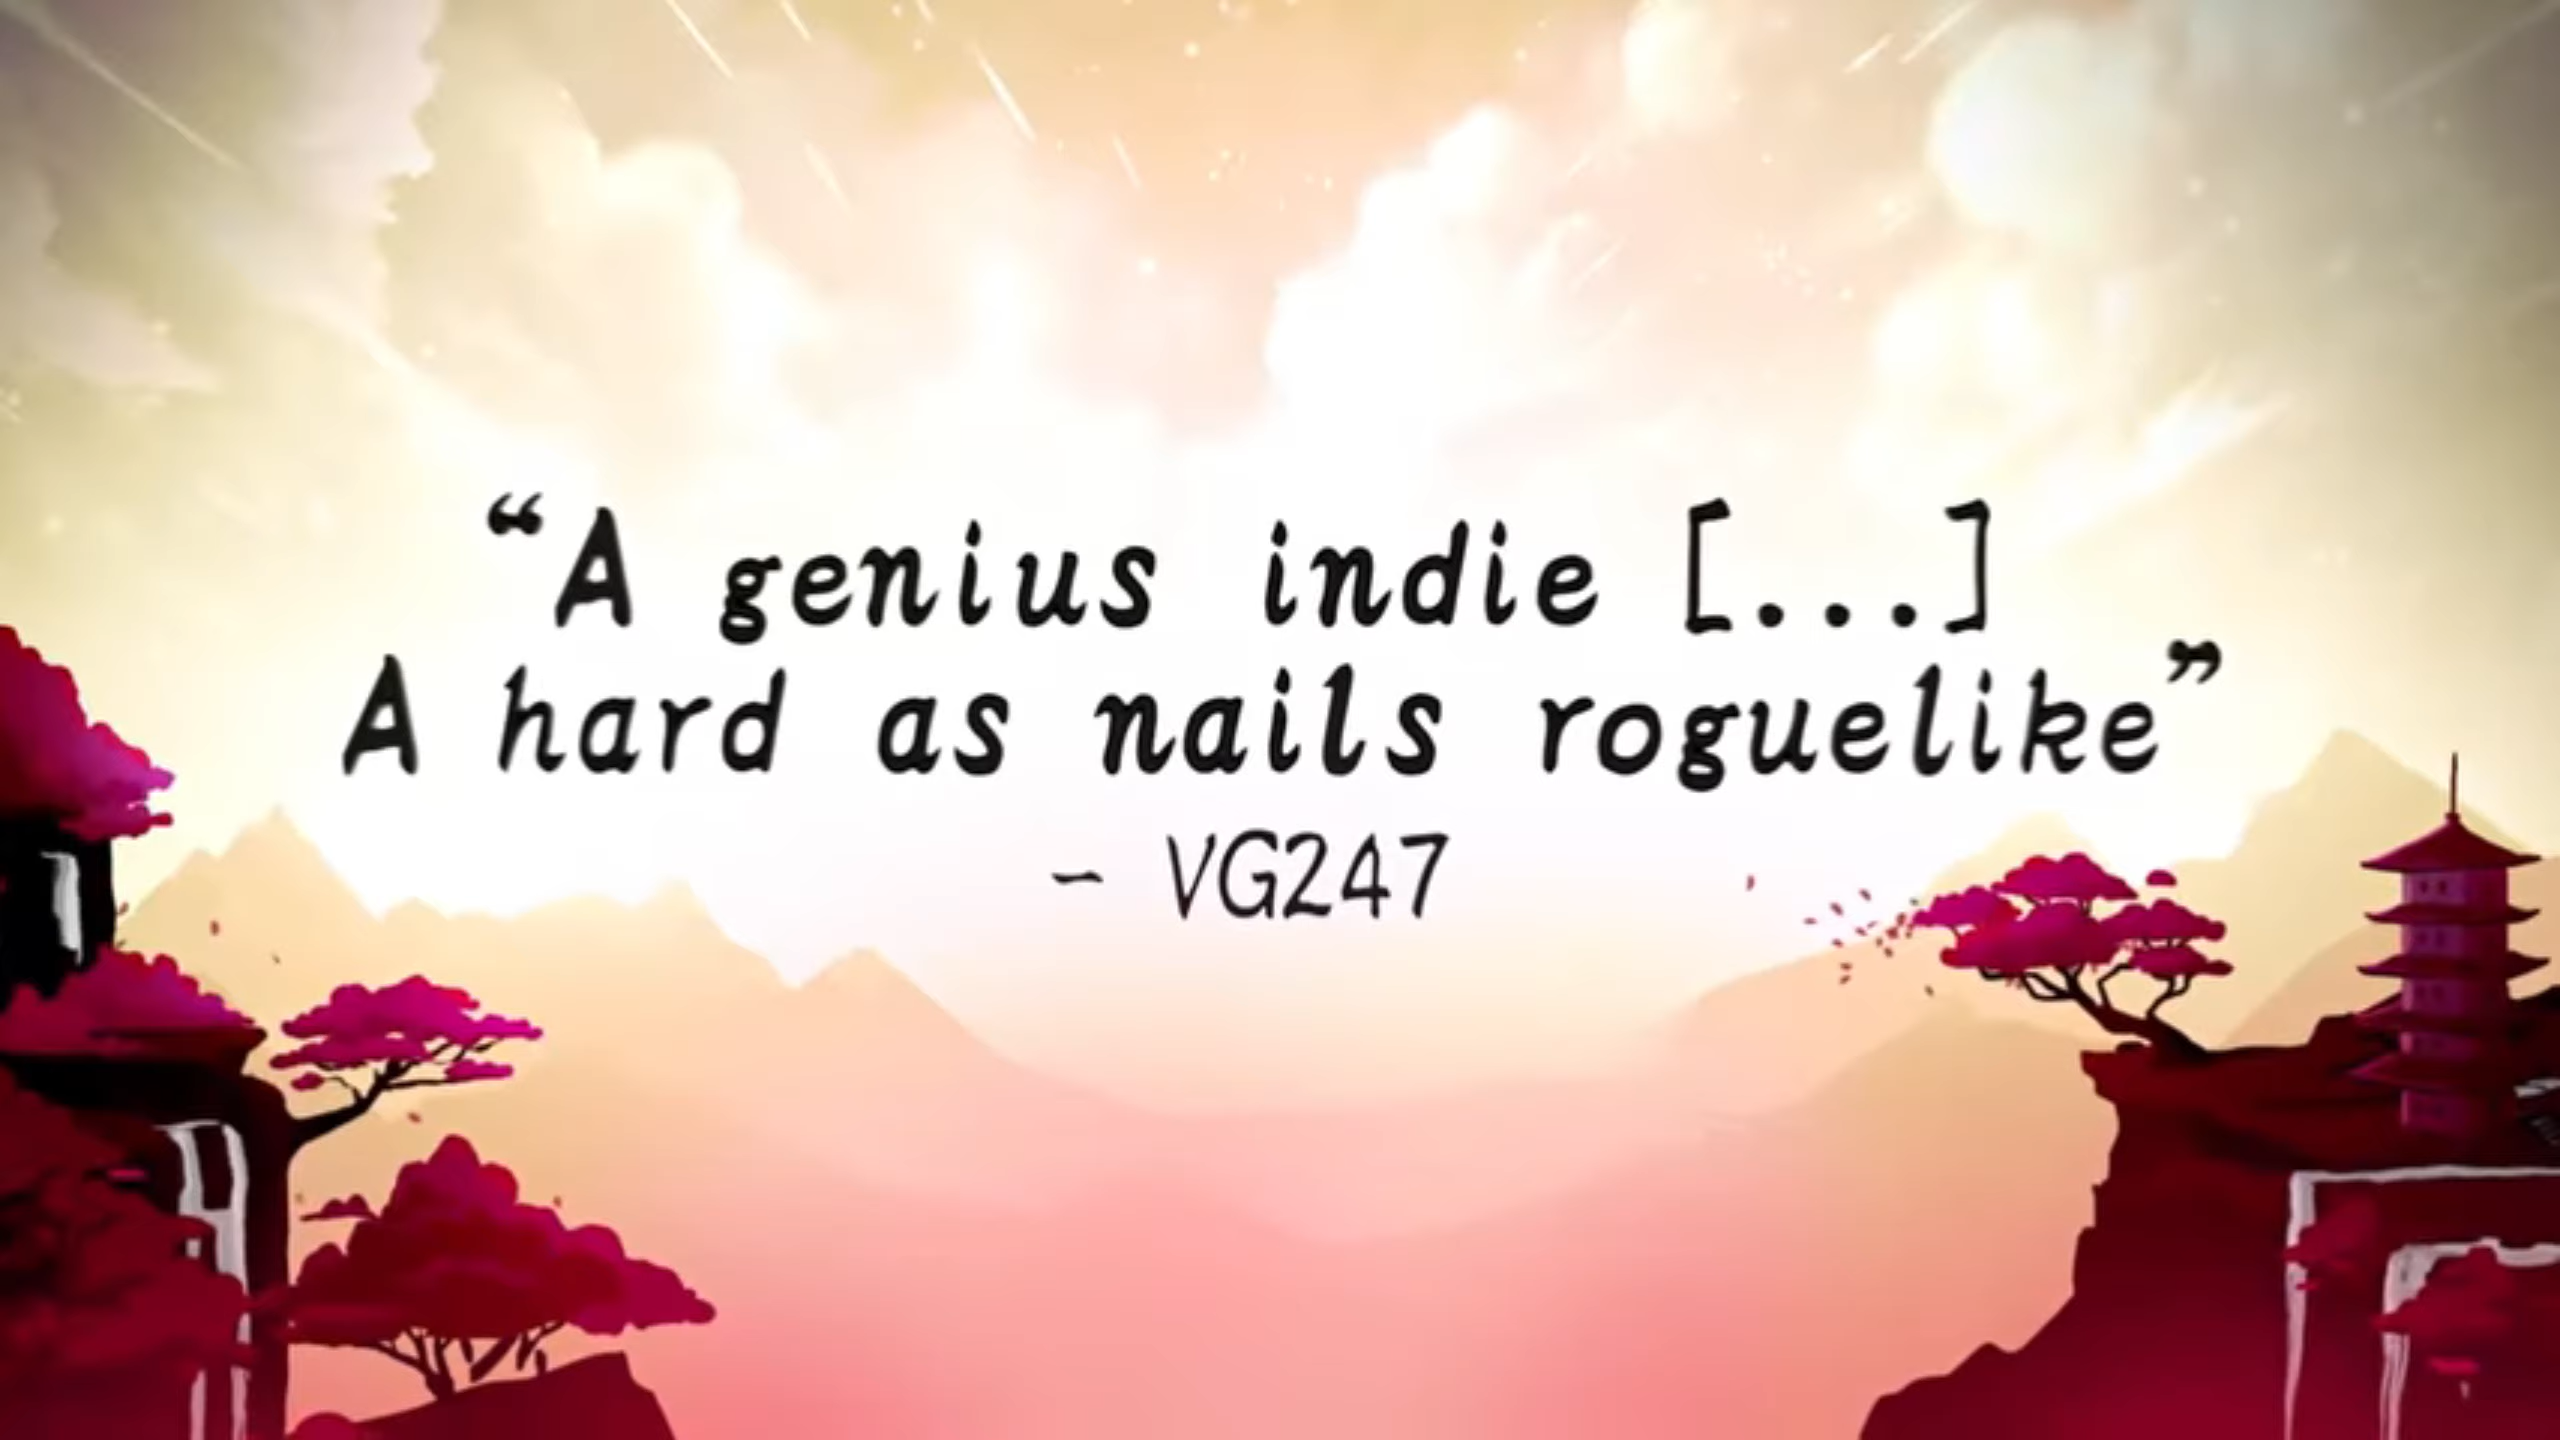 “A genius indie [...]
A hard as nails roguelike”
- VG247